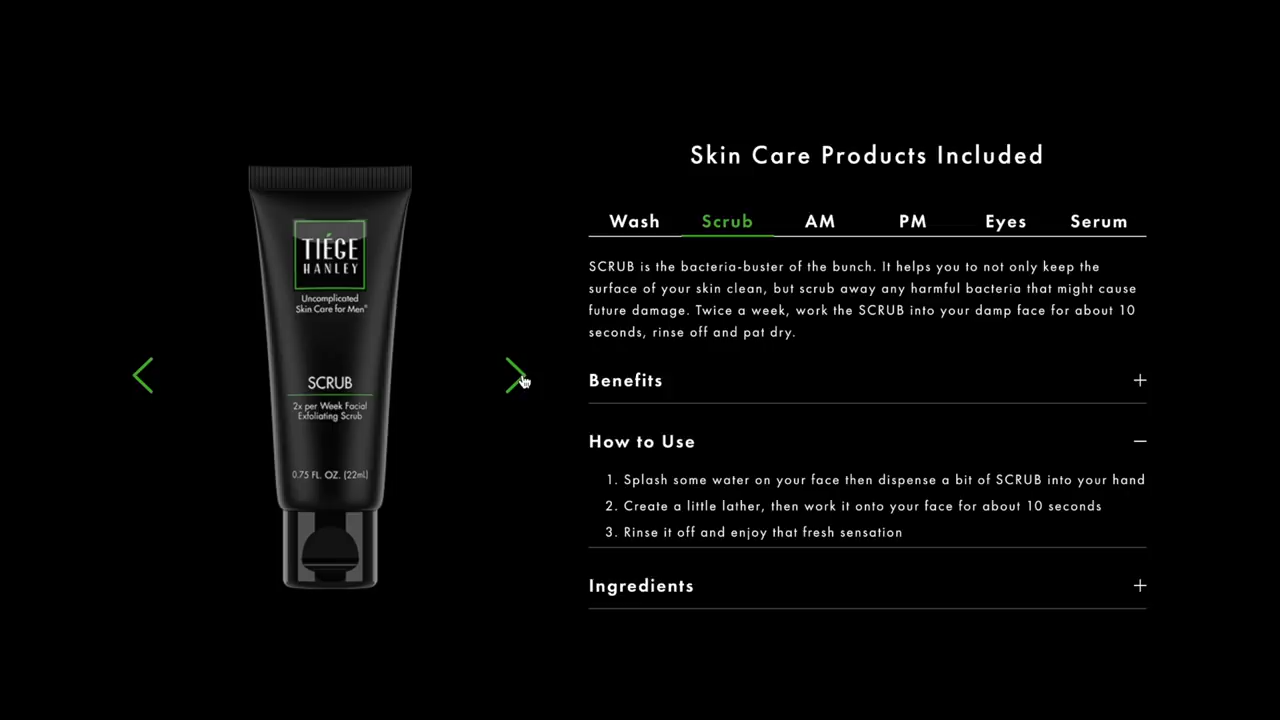 Skin Care Products Included
Wash Scrub AM PM Eyes Serum
SCRUB is the bacteria-buster of the bunch. It helps you to not only keep the
surface of your skin clean, but scrub away any harmful bacteria that might cause
future damage. Twice a week, work the SCRUB into your damp face for about 10
seconds, rinse off and pat dry.
Benefits
How to Use
1. Splash some water on your face then dispense a bit of SCRUB into your hand
2. Create a little lather, then work it onto your face for about 10 seconds
3. Rinse it off and enjoy that fresh sensation
Ingredients
TIÉGE
HANLEY
Uncomplicated
Skin Care for Men®
SCRUB
2x per Week Facial
Exfoliating Scrub
0.75 FL. OZ. (22mL)